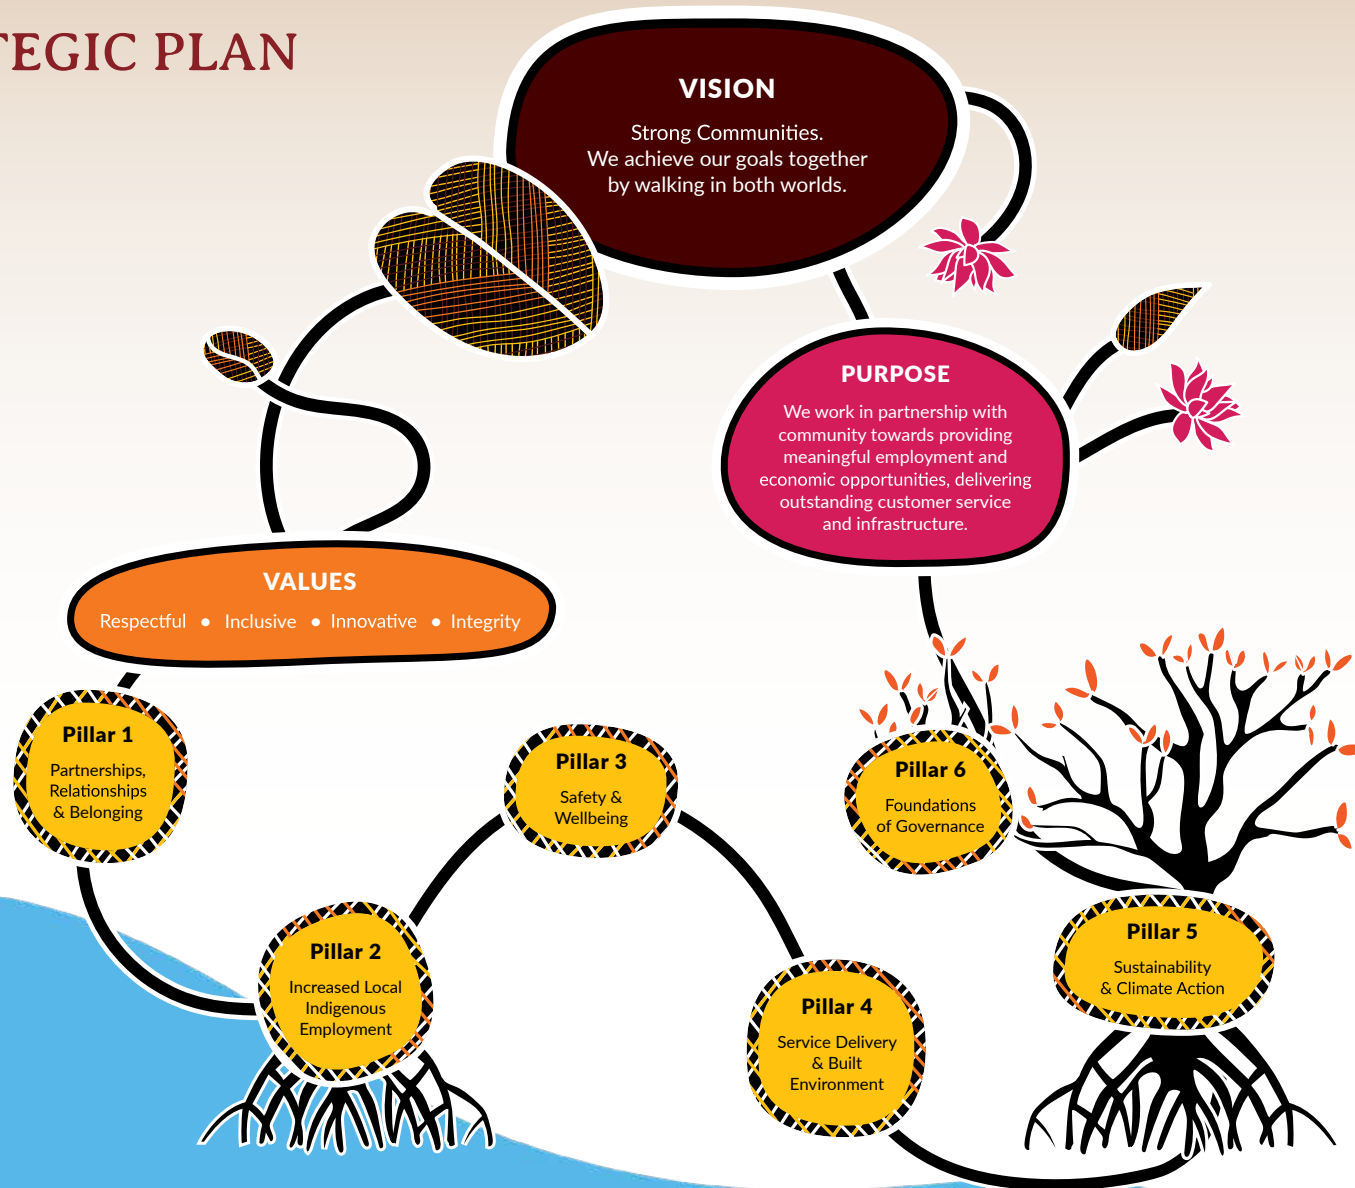 TEGIC PLAN
VISION
Strong Communities.
We achieve our goals together
by walking in both worlds.
PURPOSE
We work in partnership with
community towards providing
meaningful employment and
economic opportunities, delivering
outstanding customer service
and infrastructure.
VALUES
Respectful • Inclusive • Innovative • Integrity
Pillar 1
Partnerships,
Relationships
& Belonging
Pillar 2
Increased Local
Indigenous
Employment
Pillar 3
Safety &
Wellbeing
Pillar 4
Service Delivery
& Built
Environment
Pillar 5
Sustainability
& Climate Action
Pillar 6
Foundations
of Governance